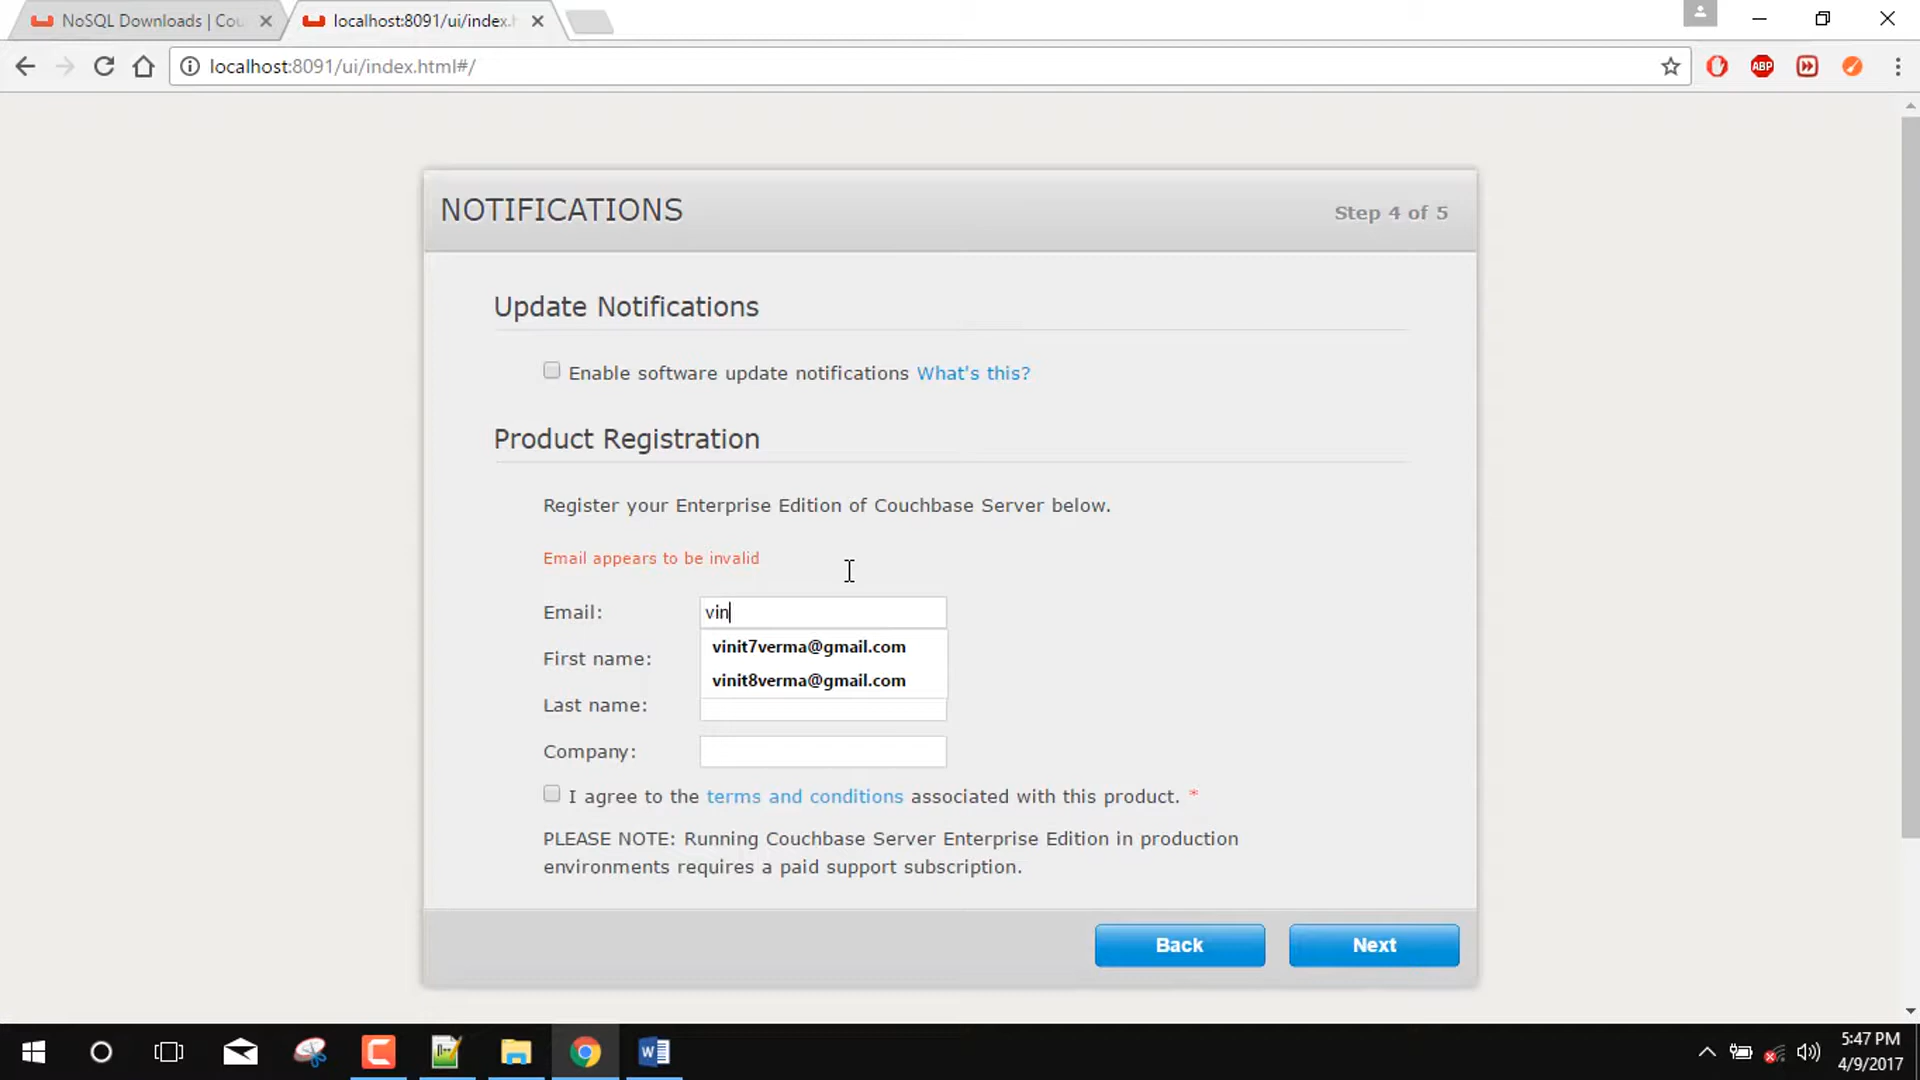 NoSQL Downloads | Cou
localhost:8091/ui/index.h
localhost:8091/ui/index.html#/
ABP
NOTIFICATIONS
Step 4 of 5
Update Notifications
Enable software update notifications What's this?
Product Registration
Register your Enterprise Edition of Couchbase Server below.
Email appears to be invalid
Email: vin
vinit7verma@gmail.com
First name:
vinit8verma@gmail.com
Last name:
Company:
I agree to the terms and conditions associated with this product. *
PLEASE NOTE: Running Couchbase Server Enterprise Edition in production
environments requires a paid support subscription.
Back Next
5:47 PM
4/9/2017